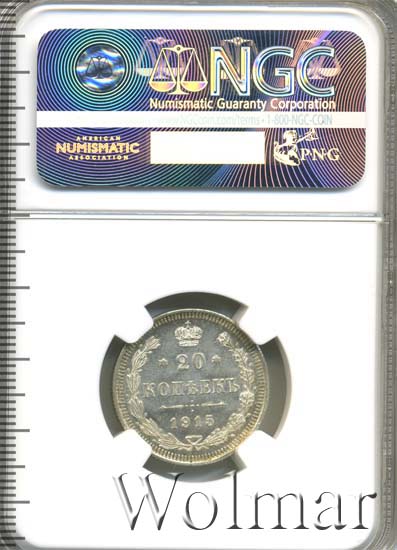 NGC
Numismatic Guaranty Corporation
www.NGCcoin.com/terms • 1-800-NGC-COIN
AMERICAN
NUMISMATIC
ASSOCIATION
PNG
* 20 *
КОПѢЕКЪ
1915
Wolmar